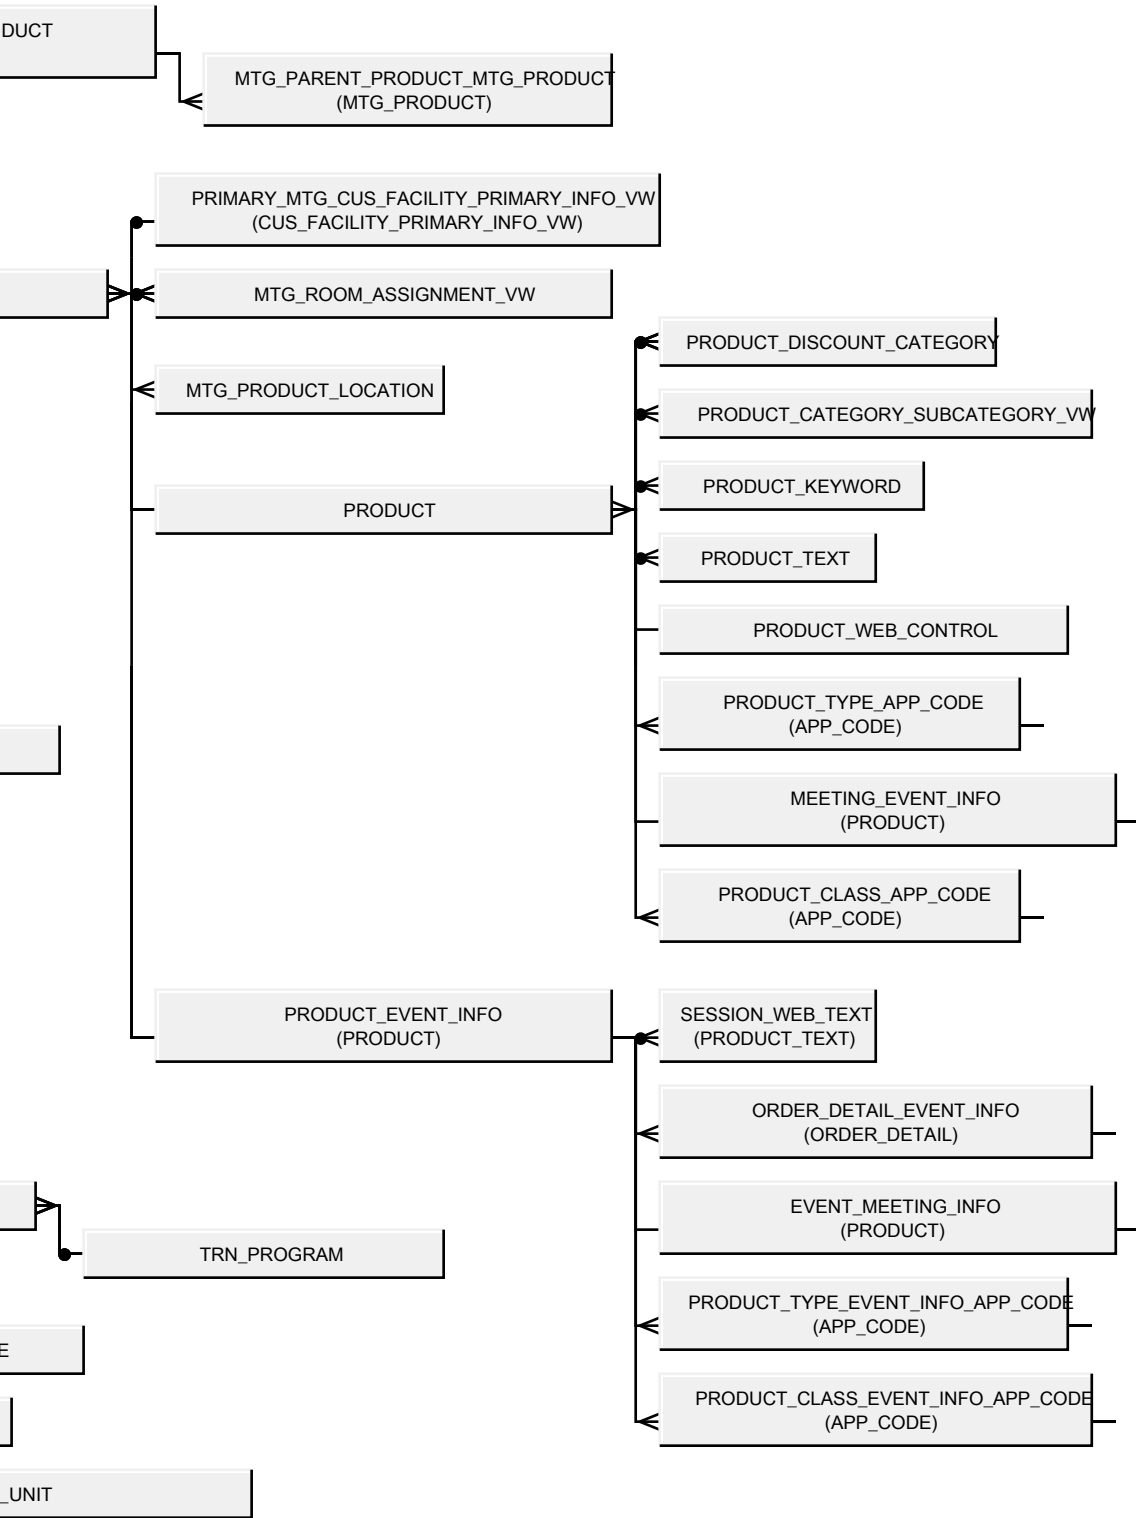 DUCT
MTG_PARENT_PRODUCT_MTG_PRODUCT
(MTG_PRODUCT)
PRIMARY_MTG_CUS_FACILITY_PRIMARY_INFO_VW
(CUS_FACILITY_PRIMARY_INFO_VW)
MTG_ROOM_ASSIGNMENT_VW
PRODUCT_DISCOUNT_CATEGORY
MTG_PRODUCT_LOCATION
PRODUCT_CATEGORY_SUBCATEGORY_VW
PRODUCT_KEYWORD
PRODUCT
PRODUCT_TEXT
PRODUCT_WEB_CONTROL
PRODUCT_TYPE_APP_CODE
(APP_CODE)
MEETING_EVENT_INFO
(PRODUCT)
PRODUCT_CLASS_APP_CODE
(APP_CODE)
PRODUCT_EVENT_INFO
(PRODUCT)
SESSION_WEB_TEXT
(PRODUCT_TEXT)
ORDER_DETAIL_EVENT_INFO
(ORDER_DETAIL)
EVENT_MEETING_INFO
(PRODUCT)
TRN_PROGRAM
PRODUCT_TYPE_EVENT_INFO_APP_CODE
(APP_CODE)
E
PRODUCT_CLASS_EVENT_INFO_APP_CODE
(APP_CODE)
_UNIT